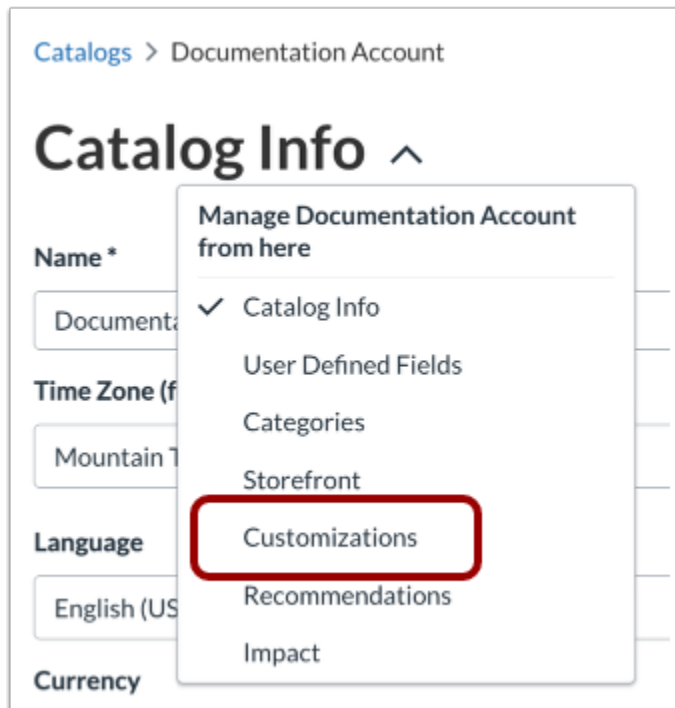 Catalogs > Documentation Account
Catalog Info
Manage Documentation Account
from here
Name *
Catalog Info
User Defined Fields
Time Zone (f
Categories
Mountain
Storefront
Language
Customizations
Recommendations
English (US
Impact
Currency